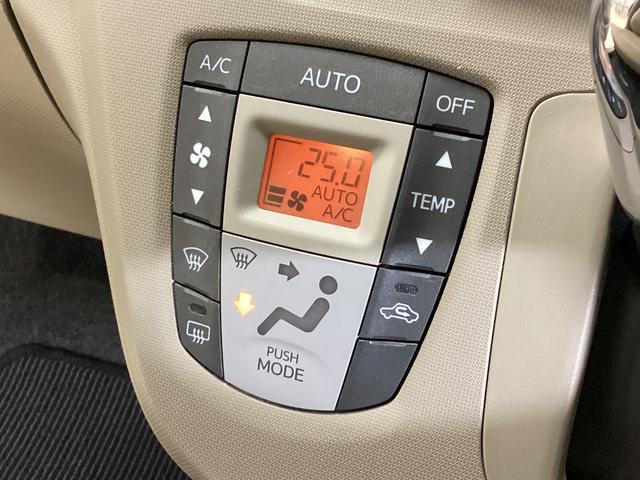 A/C
AUTO
OFF
25.0
AUTO
A/C
TEMP
PUSH
MODE